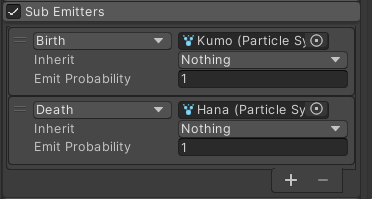 Sub Emitters
Birth Kumo (Particle Sy
Inherit Nothing
Emit Probability 1
Death Hana (Particle Sy
Inherit Nothing
Emit Probability 1
+ −